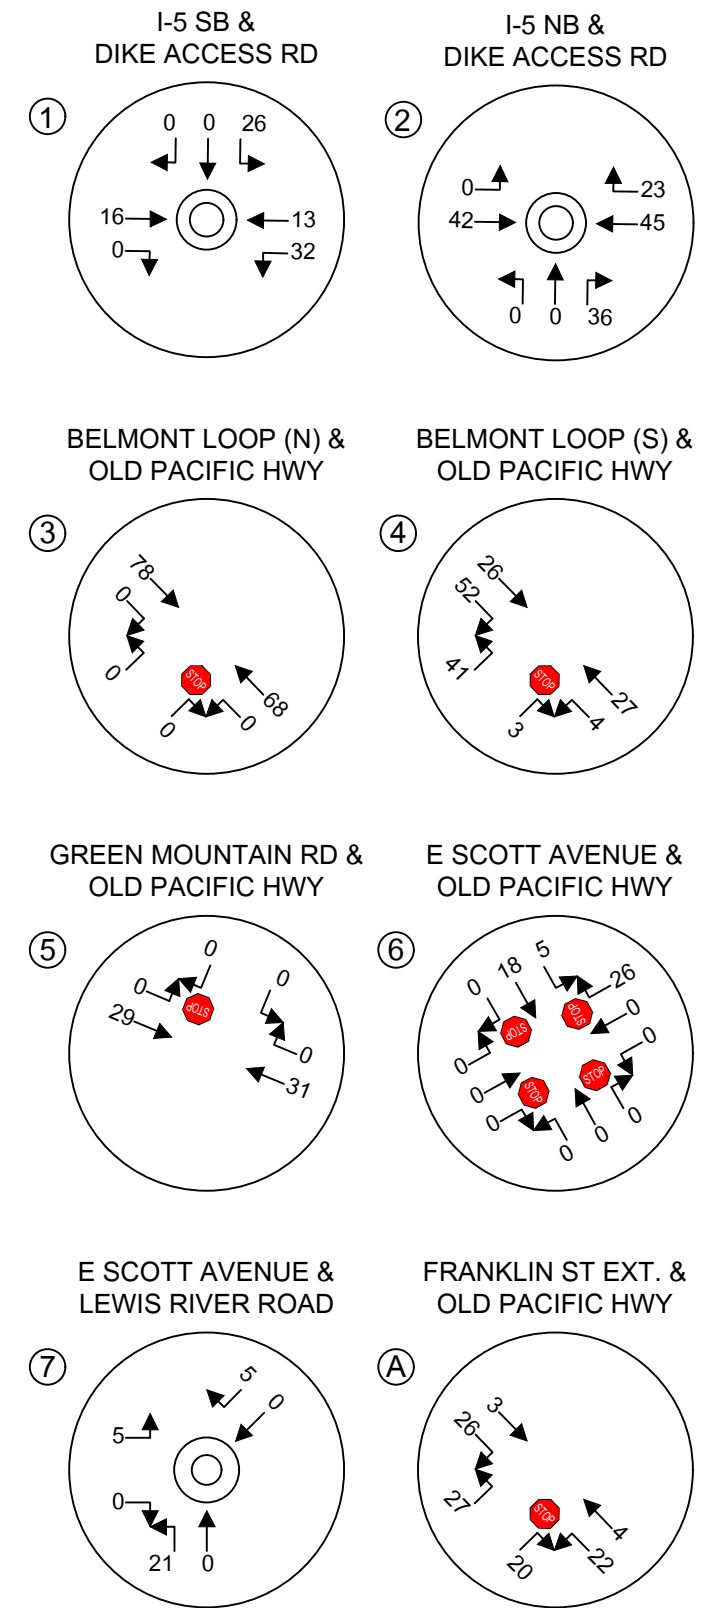 I-5 SB &
DIKE ACCESS RD
1
0 0 26
16 13
0 32
I-5 NB &
DIKE ACCESS RD
2
0 23
42 45
0 0 36
BELMONT LOOP (N) &
OLD PACIFIC HWY
3
78
0
0
STOP
68
0 0
BELMONT LOOP (S) &
OLD PACIFIC HWY
4
26
52
41
STOP
27
3 4
GREEN MOUNTAIN RD &
OLD PACIFIC HWY
5
0
0 0
29 STOP
0
31
E SCOTT AVENUE &
OLD PACIFIC HWY
6
5
0 18 26
STOP STOP 0
0 0
0 STOP STOP
0 0
0 0
E SCOTT AVENUE &
LEWIS RIVER ROAD
7
5 0
5
0
21 0
FRANKLIN ST EXT. &
OLD PACIFIC HWY
A
3
26
27
STOP
4
20 22